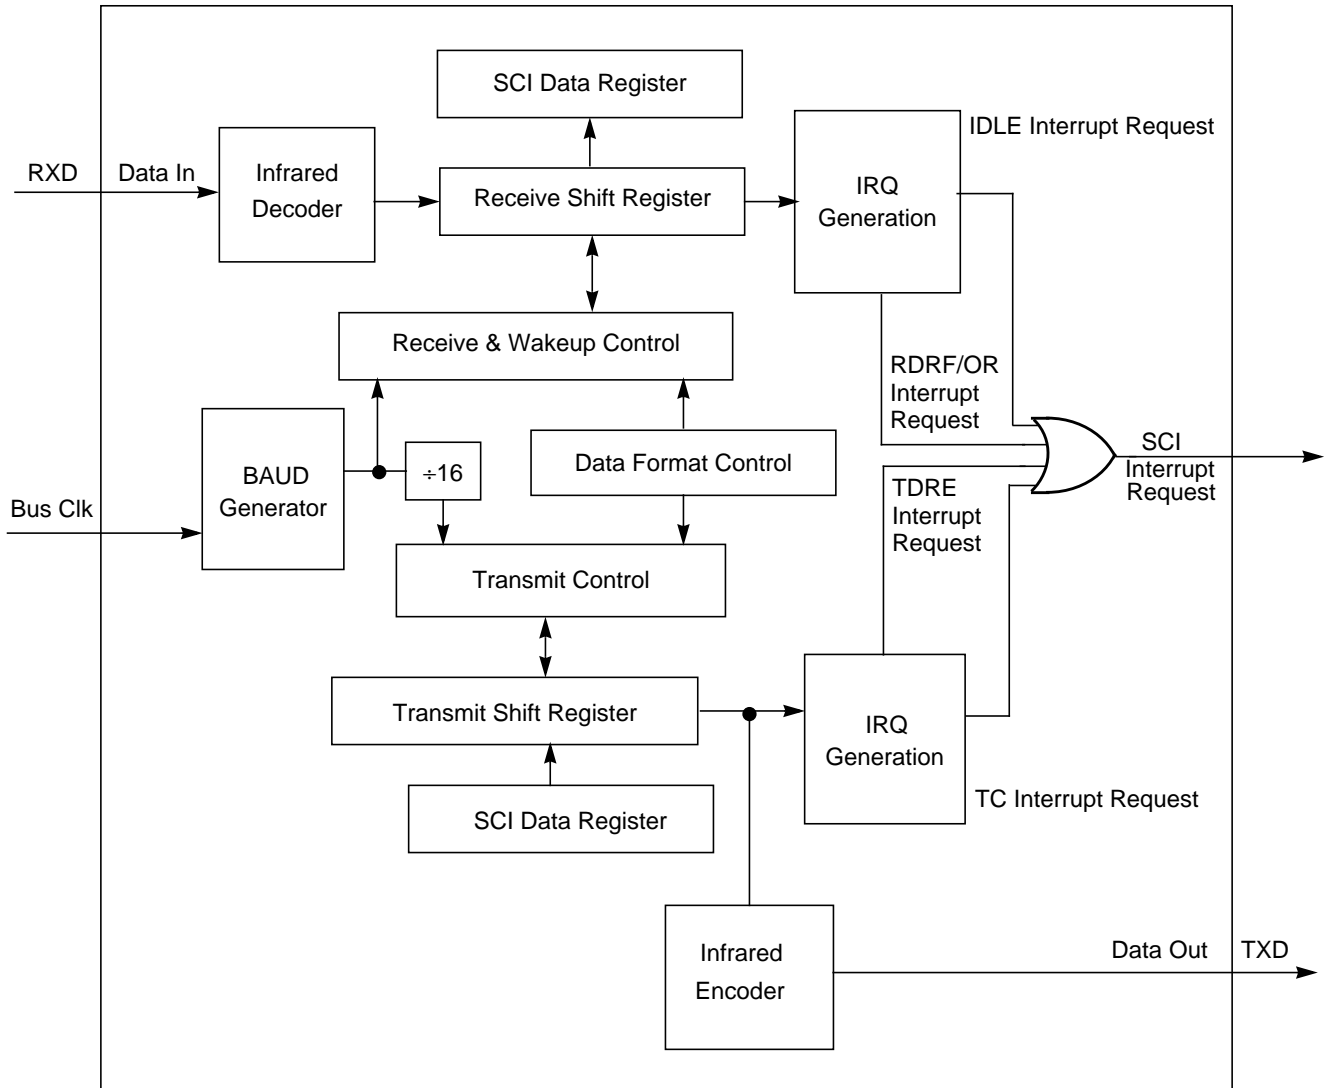 SCI Data Register
IDLE Interrupt Request
RXD
Data In
Infrared
Decoder
Receive Shift Register
IRQ
Generation
Receive & Wakeup Control
RDRF/OR
Interrupt
Request
BAUD
Generator
÷16
Data Format Control
SCI
Interrupt
Request
Bus Clk
TDRE
Interrupt
Request
Transmit Control
Transmit Shift Register
IRQ
Generation
TC Interrupt Request
SCI Data Register
Infrared
Encoder
Data Out
TXD